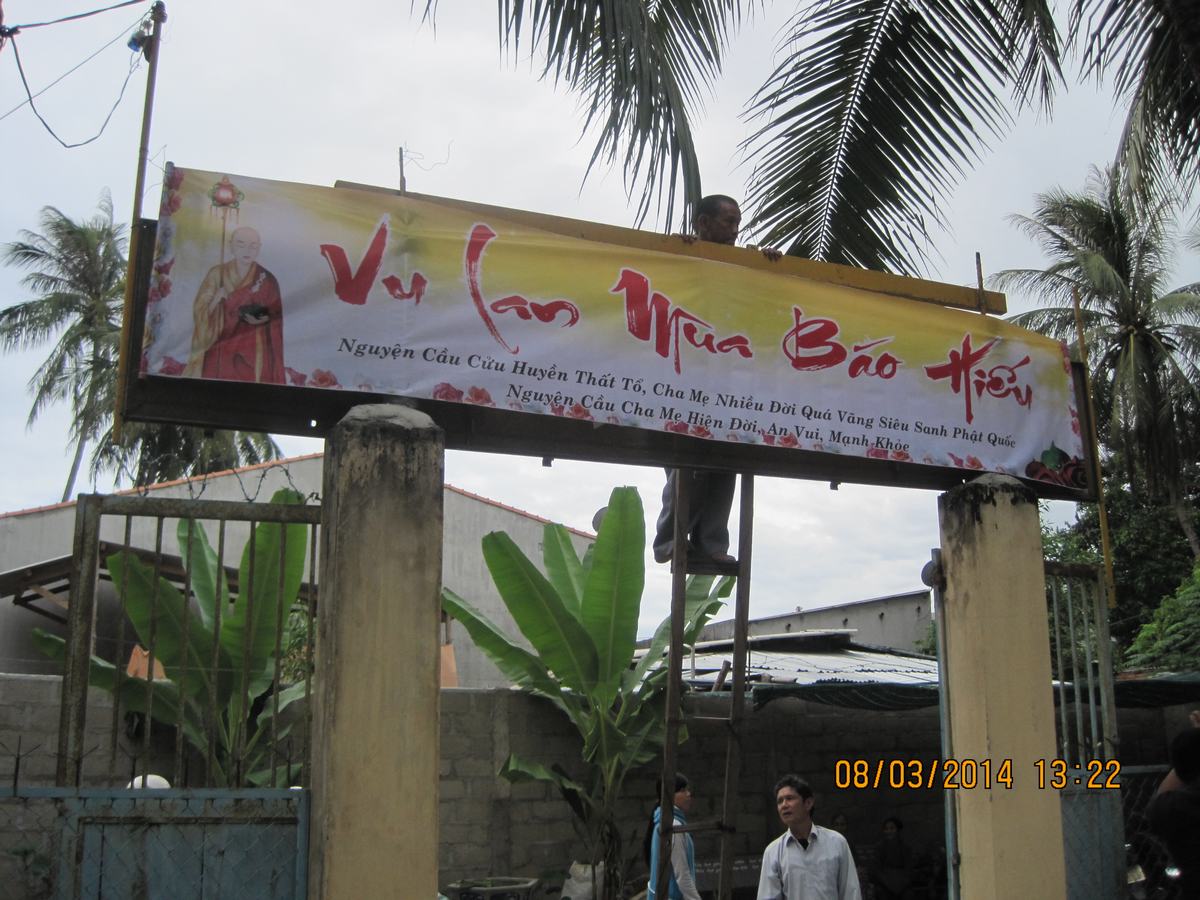 Vu Lan Mùa Báo Hiếu
Nguyện Cầu Cửu Huyền Thất Tổ, Cha Mẹ Nhiều Đời Quá Vãng Siêu Sanh Phật Quốc
Nguyện Cầu Cha Mẹ Hiện Đời, An Vui, Mạnh Khỏe
08/03/2014 13:22